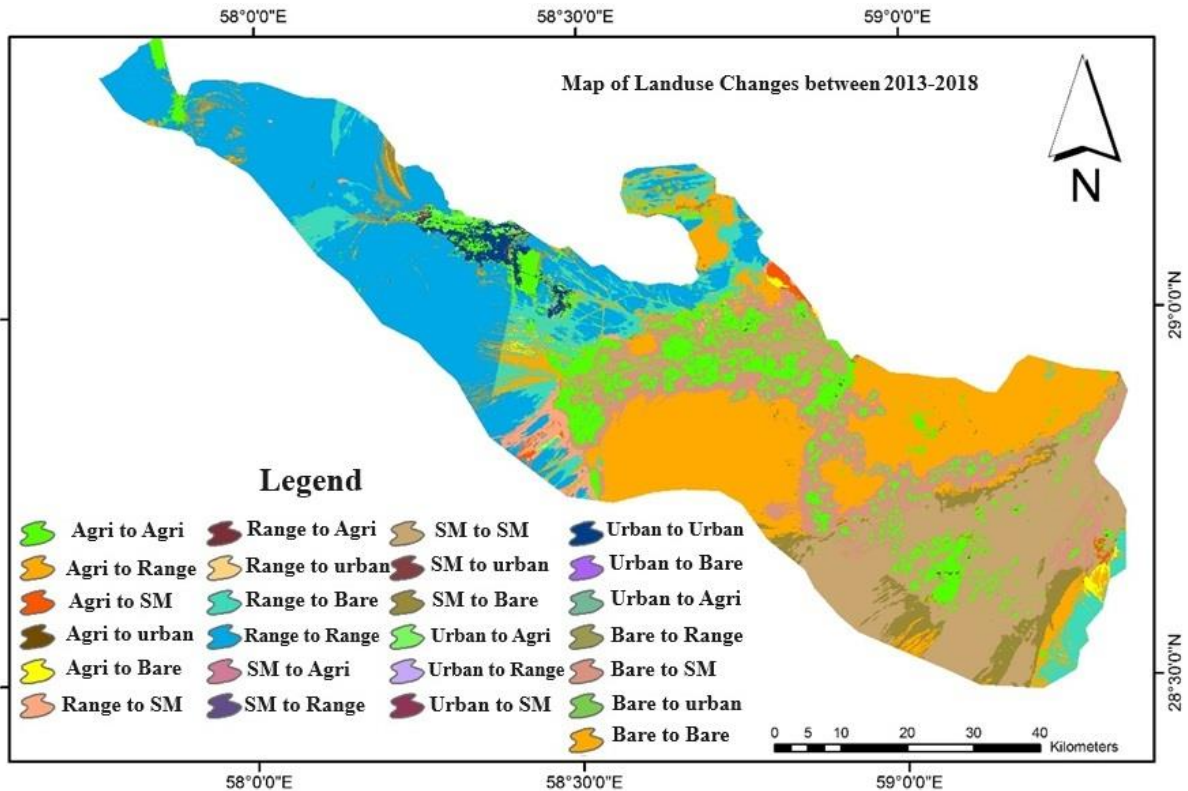 58°0'0"E 58°30'0"E 59°0'0"E
Map of Landuse Changes between 2013-2018
N
29°0'0"N
Legend
Agri to Agri Range to Agri SM to SM Urban to Urban
Agri to Range Range to urban SM to urban Urban to Bare
Agri to SM Range to Bare SM to Bare Urban to Agri
Agri to urban Range to Range Urban to Agri Bare to Range
Agri to Bare SM to Agri Urban to Range Bare to SM
Range to SM SM to Range Urban to SM Bare to urban
Bare to Bare
28°30'0"N
0 5 10 20 30 40
Kilometers
58°0'0"E 58°30'0"E 59°0'0"E